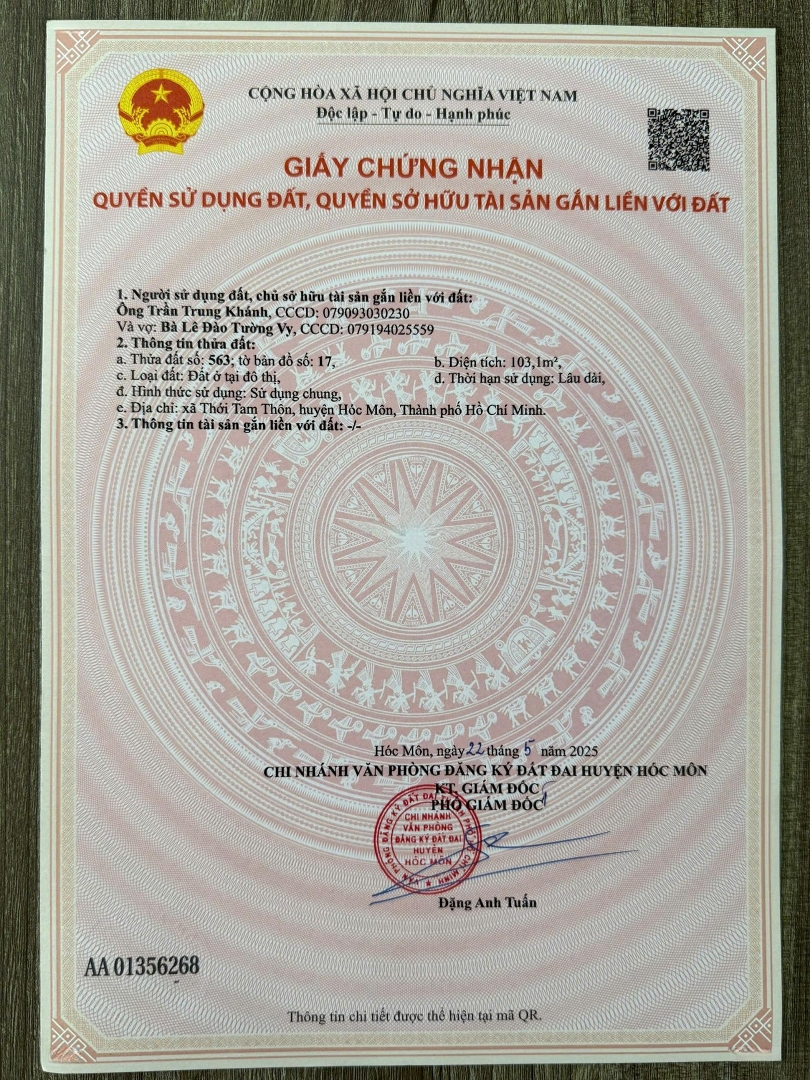 CỘNG HÒA XÃ HỘI CHỦ NGHĨA VIỆT NAM
Độc lập - Tự do - Hạnh phúc
GIẤY CHỨNG NHẬN
QUYỀN SỬ DỤNG ĐẤT, QUYỀN SỞ HỮU TÀI SẢN GẮN LIỀN VỚI ĐẤT
1. Người sử dụng đất, chủ sở hữu tài sản gắn liền với đất:
Ông Trần Trung Khánh, CCCD: 079093030230
Và vợ: Bà Lê Đào Tường Vy, CCCD: 079194025559
2. Thông tin thửa đất:
a. Thửa đất số: 563; tờ bản đồ số: 17, b. Diện tích: 103,1m²,
c. Loại đất: Đất ở tại đô thị, d. Thời hạn sử dụng: Lâu dài,
đ. Hình thức sử dụng: Sử dụng chung,
e. Địa chỉ: xã Thới Tam Thôn, huyện Hóc Môn, Thành phố Hồ Chí Minh.
3. Thông tin tài sản gắn liền với đất: -/-
Hóc Môn, ngày 22 tháng 5 năm 2025
CHI NHÁNH VĂN PHÒNG ĐĂNG KÝ ĐẤT ĐAI HUYỆN HÓC MÔN
KT. GIÁM ĐỐC
PHÓ GIÁM ĐỐC
CHI NHÁNH
VĂN PHÒNG
ĐĂNG KÝ ĐẤT ĐAI
HUYỆN
HÓC MÔN
Đặng Anh Tuấn
AA 01356268
Thông tin chi tiết được thể hiện tại mã QR.